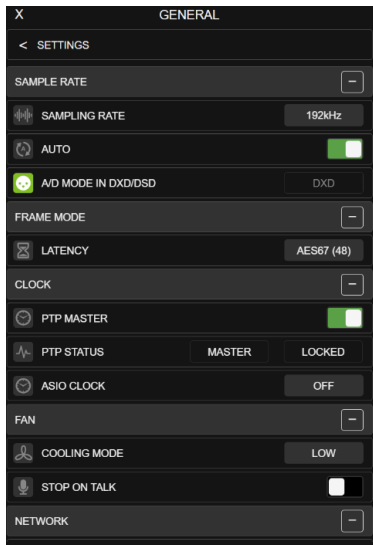 X GENERAL
< SETTINGS
SAMPLE RATE −
SAMPLING RATE 192kHz
AUTO
A/D MODE IN DXD/DSD DXD
FRAME MODE −
LATENCY AES67 (48)
CLOCK −
PTP MASTER
PTP STATUS MASTER LOCKED
ASIO CLOCK OFF
FAN −
COOLING MODE LOW
STOP ON TALK
NETWORK −